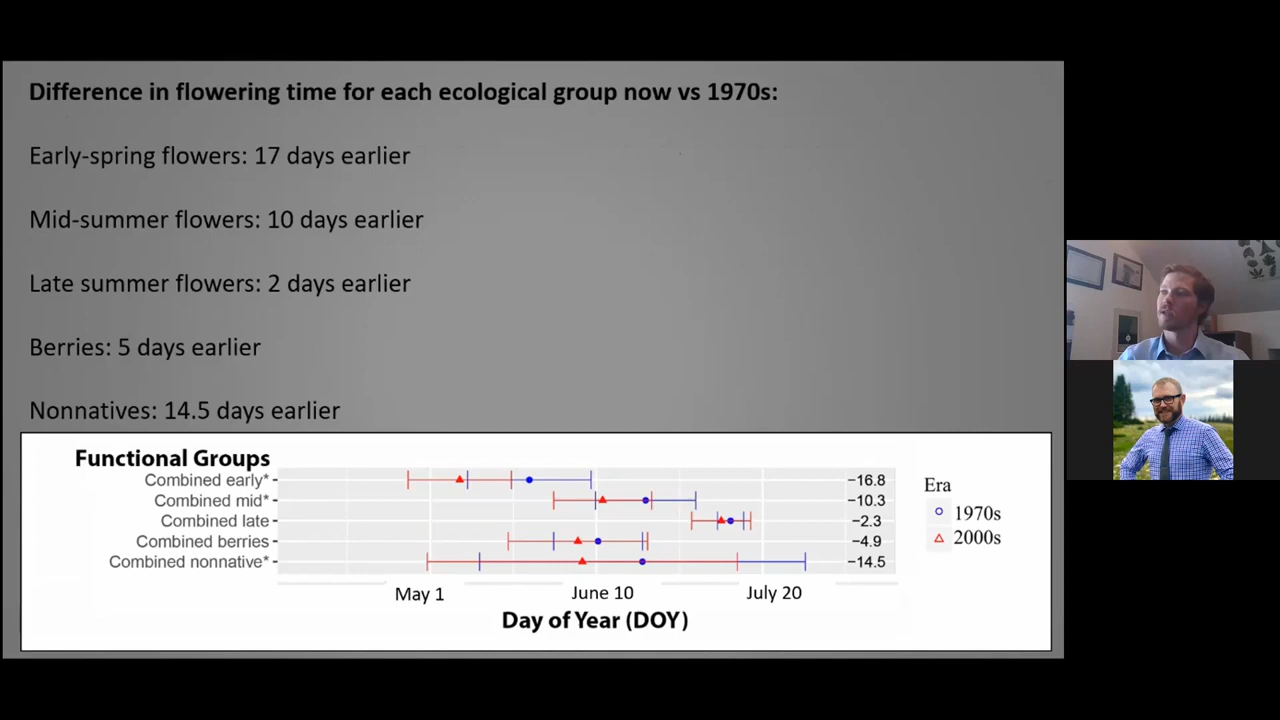 Difference in flowering time for each ecological group now vs 1970s:
Early-spring flowers: 17 days earlier
Mid-summer flowers: 10 days earlier
Late summer flowers: 2 days earlier
Berries: 5 days earlier
Nonnatives: 14.5 days earlier
Functional Groups
Combined early* −16.8
Combined mid* −10.3
Combined late −2.3
Combined berries −4.9
Combined nonnative* −14.5
Era
1970s
2000s
May 1 June 10 July 20
Day of Year (DOY)